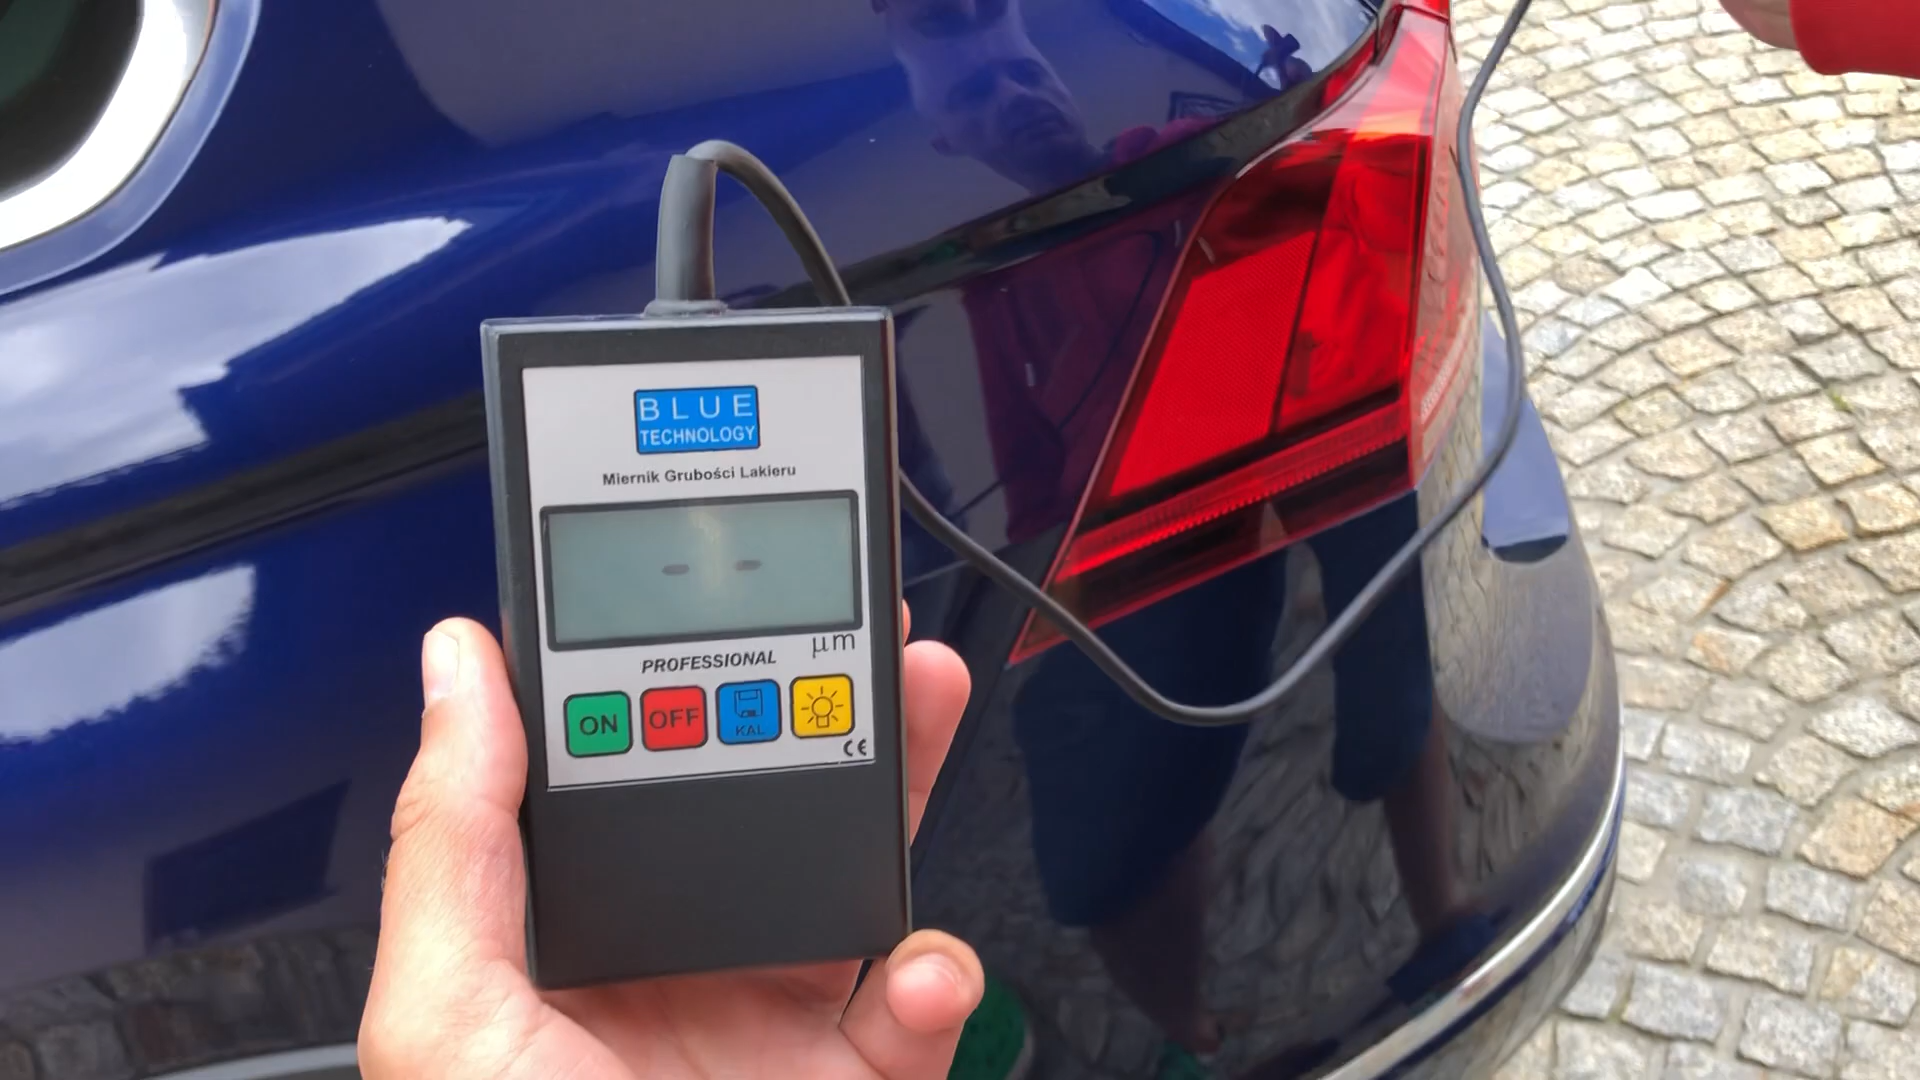 BLUE
TECHNOLOGY
Miernik Grubości Lakieru
- -
µm
PROFESSIONAL
ON
OFF
KAL
CE